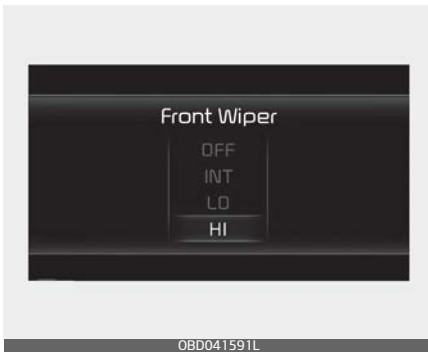 Front Wiper
OFF
INT
LO
HI
OBD041591L